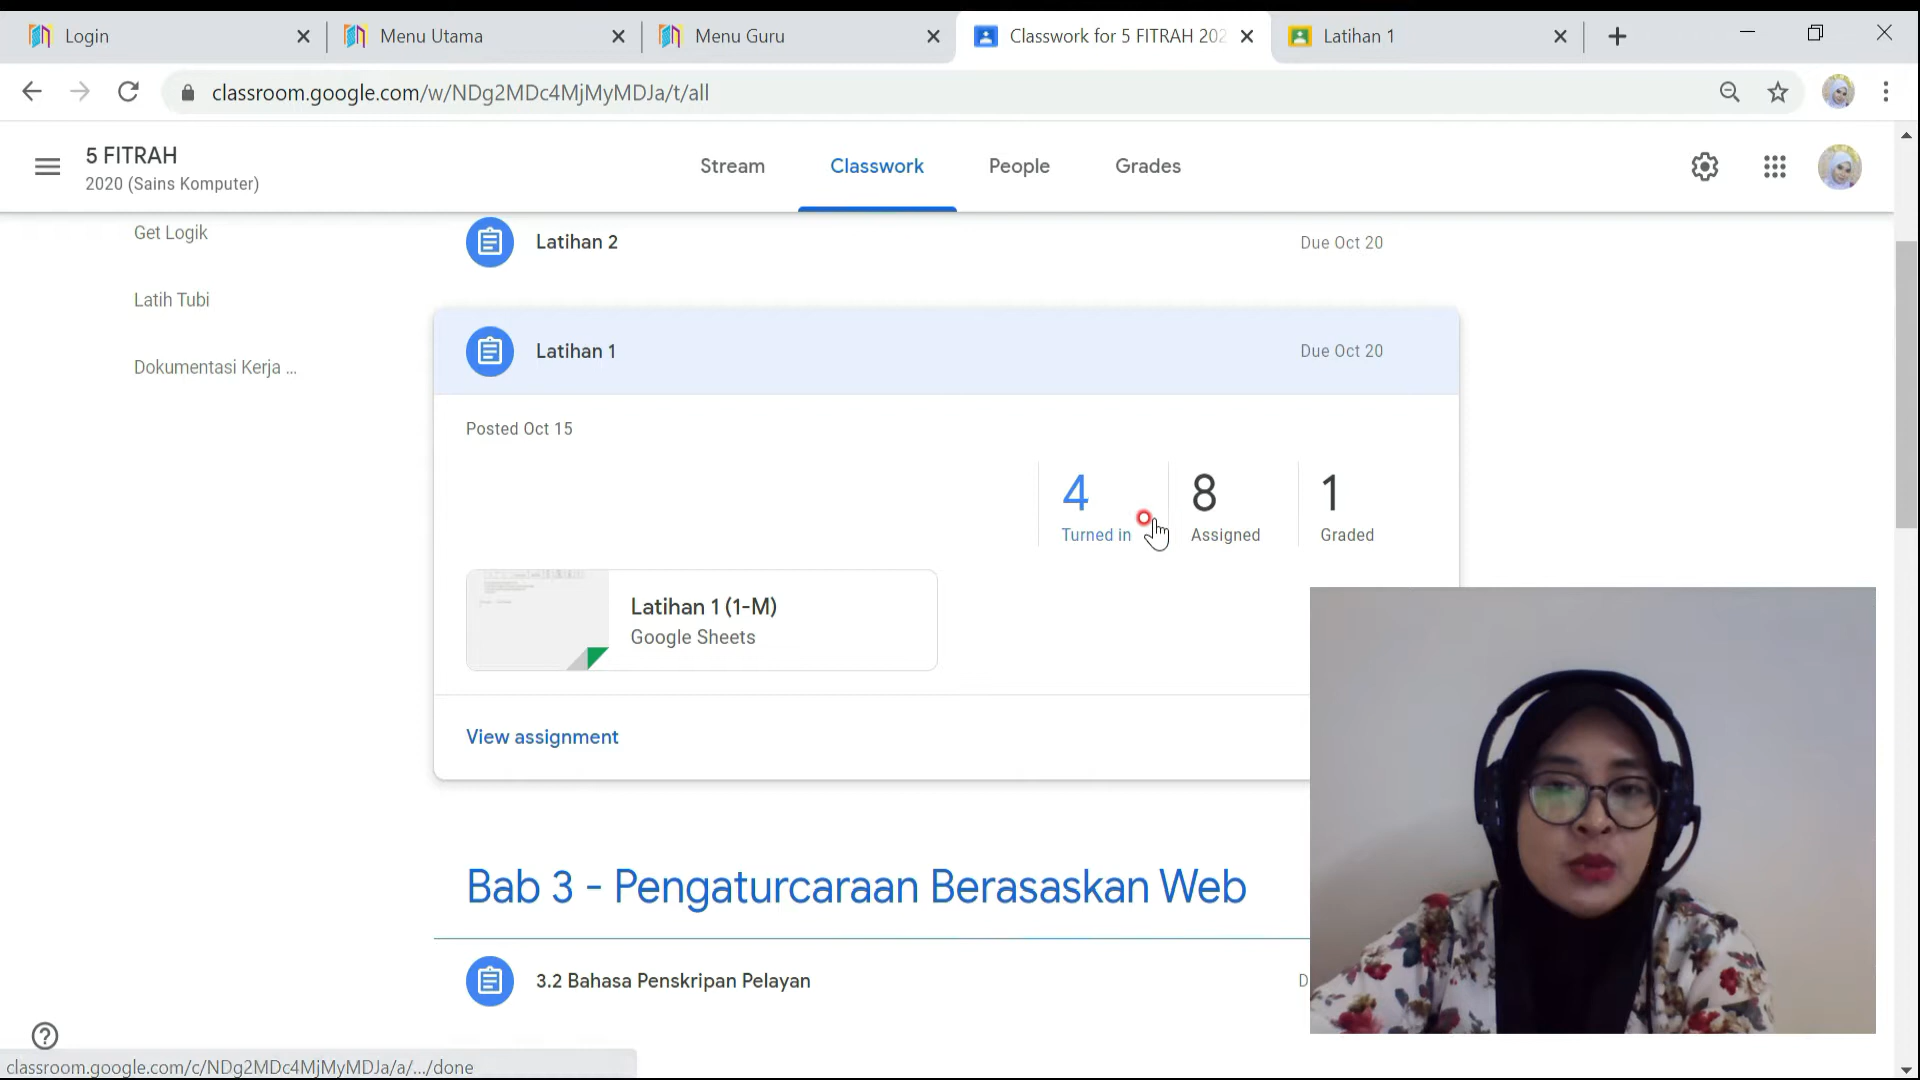 Login
Menu Utama
Menu Guru
Classwork for 5 FITRAH 202
Latihan 1
classroom.google.com/w/NDg2MDc4MjMyMDJa/t/all
5 FITRAH
2020 (Sains Komputer)
Stream
Classwork
People
Grades
Get Logik
Latih Tubi
Dokumentasi Kerja ...
Latihan 2
Due Oct 20
Latihan 1
Due Oct 20
Posted Oct 15
4
Turned in
8
Assigned
1
Graded
Latihan 1 (1-M)
Google Sheets
View assignment
Bab 3 - Pengaturcaraan Berasaskan Web
3.2 Bahasa Penskripan Pelayan
D
classroom.google.com/c/NDg2MDc4MjMyMDJa/a/.../done